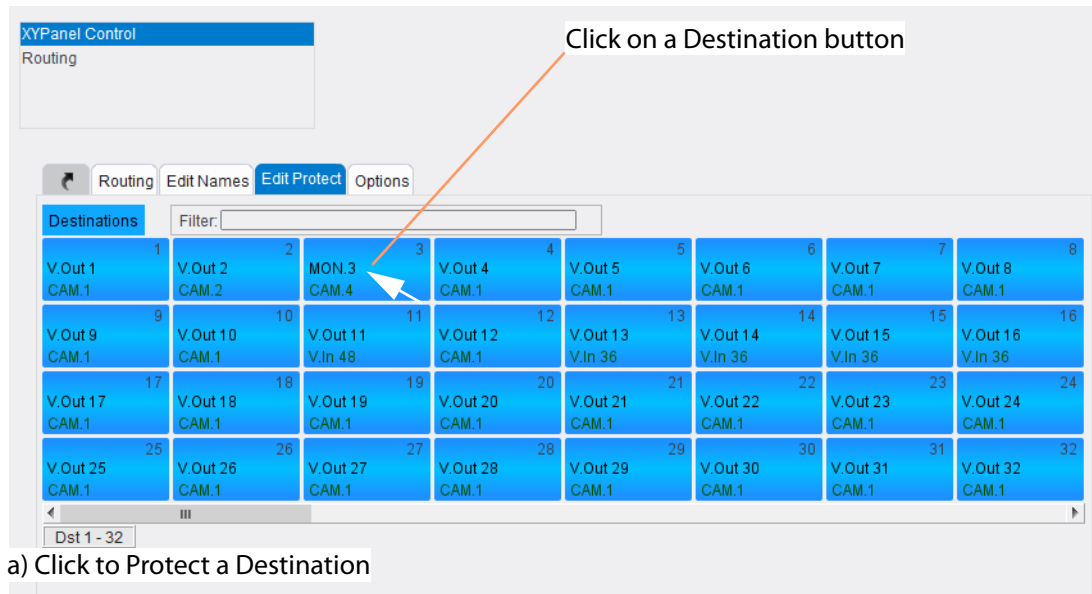 XYPanel Control
Click on a Destination button
Routing
Routing Edit Names Edit Protect Options
Destinations Filter:
1 2 3 4 5 6 7 8
V.Out 1 V.Out 2 MON.3 V.Out 4 V.Out 5 V.Out 6 V.Out 7 V.Out 8
CAM.1 CAM.2 CAM.4 CAM.1 CAM.1 CAM.1 CAM.1 CAM.1
9 10 11 12 13 14 15 16
V.Out 9 V.Out 10 V.Out 11 V.Out 12 V.Out 13 V.Out 14 V.Out 15 V.Out 16
CAM.1 CAM.1 V.In 48 CAM.1 V.In 36 V.In 36 V.In 36 V.In 36
17 18 19 20 21 22 23 24
V.Out 17 V.Out 18 V.Out 19 V.Out 20 V.Out 21 V.Out 22 V.Out 23 V.Out 24
CAM.1 CAM.1 CAM.1 CAM.1 CAM.1 CAM.1 CAM.1 CAM.1
25 26 27 28 29 30 31 32
V.Out 25 V.Out 26 V.Out 27 V.Out 28 V.Out 29 V.Out 30 V.Out 31 V.Out 32
CAM.1 CAM.1 CAM.1 CAM.1 CAM.1 CAM.1 CAM.1 CAM.1
Dst 1 - 32
a) Click to Protect a Destination